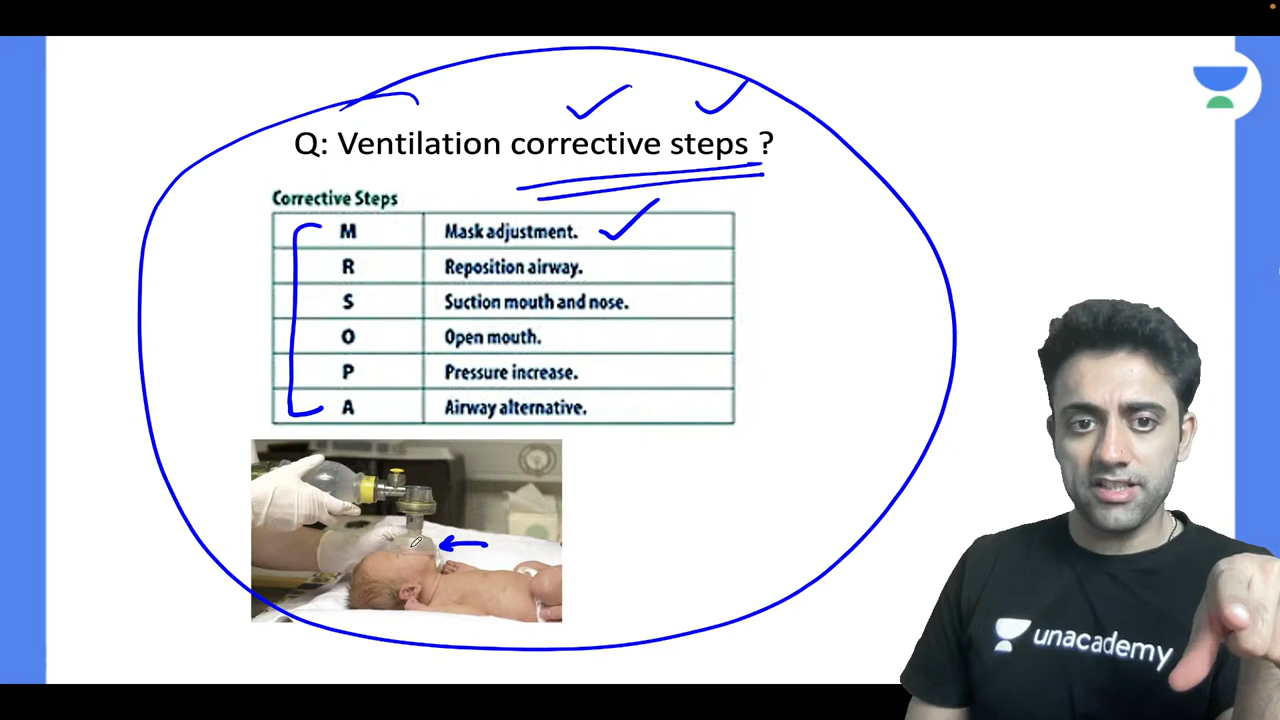 Q: Ventilation corrective steps ?
Corrective Steps
M Mask adjustment.
R Reposition airway.
S Suction mouth and nose.
O Open mouth.
P Pressure increase.
A Airway alternative.
unacademy